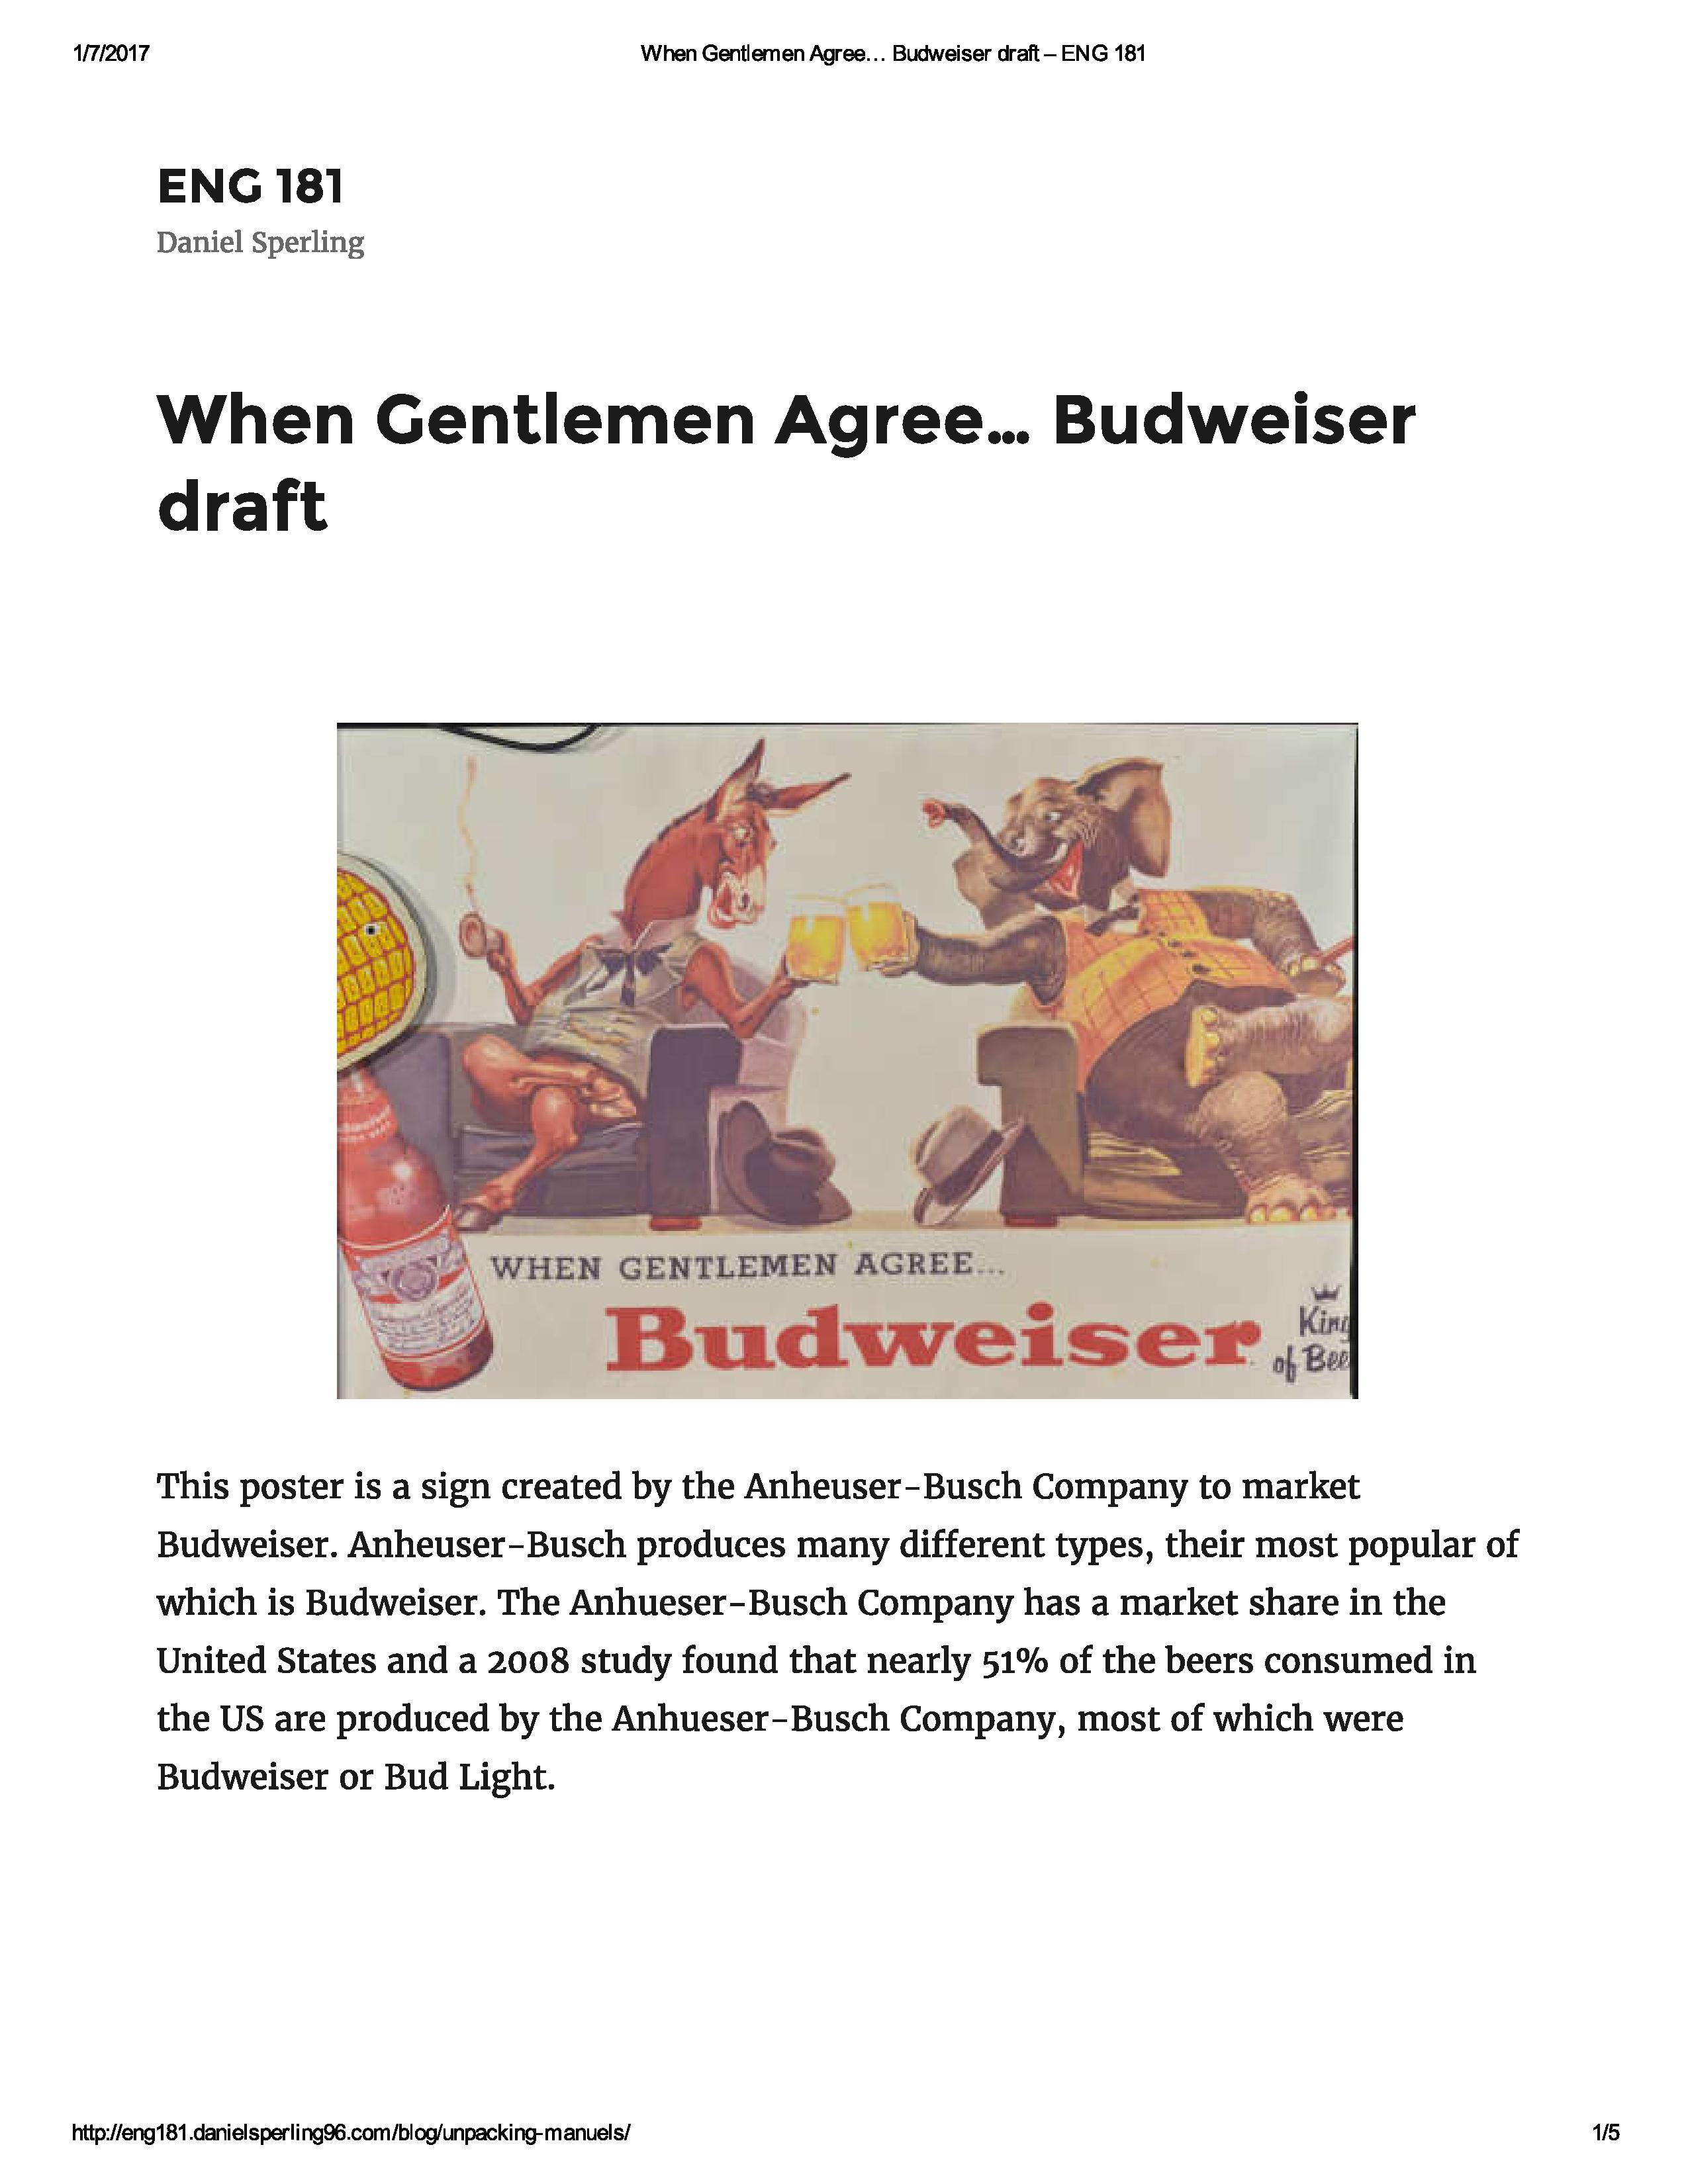 1/7/2017 When Gentlemen Agree… Budweiser draft – ENG 181
ENG 181
Daniel Sperling
When Gentlemen Agree… Budweiser
draft
WHEN GENTLEMEN AGREE...
Budweiser
King
of Bee
This poster is a sign created by the Anheuser-Busch Company to market
Budweiser. Anheuser-Busch produces many different types, their most popular of
which is Budweiser. The Anhueser-Busch Company has a market share in the
United States and a 2008 study found that nearly 51% of the beers consumed in
the US are produced by the Anhueser-Busch Company, most of which were
Budweiser or Bud Light.
http://eng181.danielsperling96.com/blog/unpacking-manuels/ 1/5